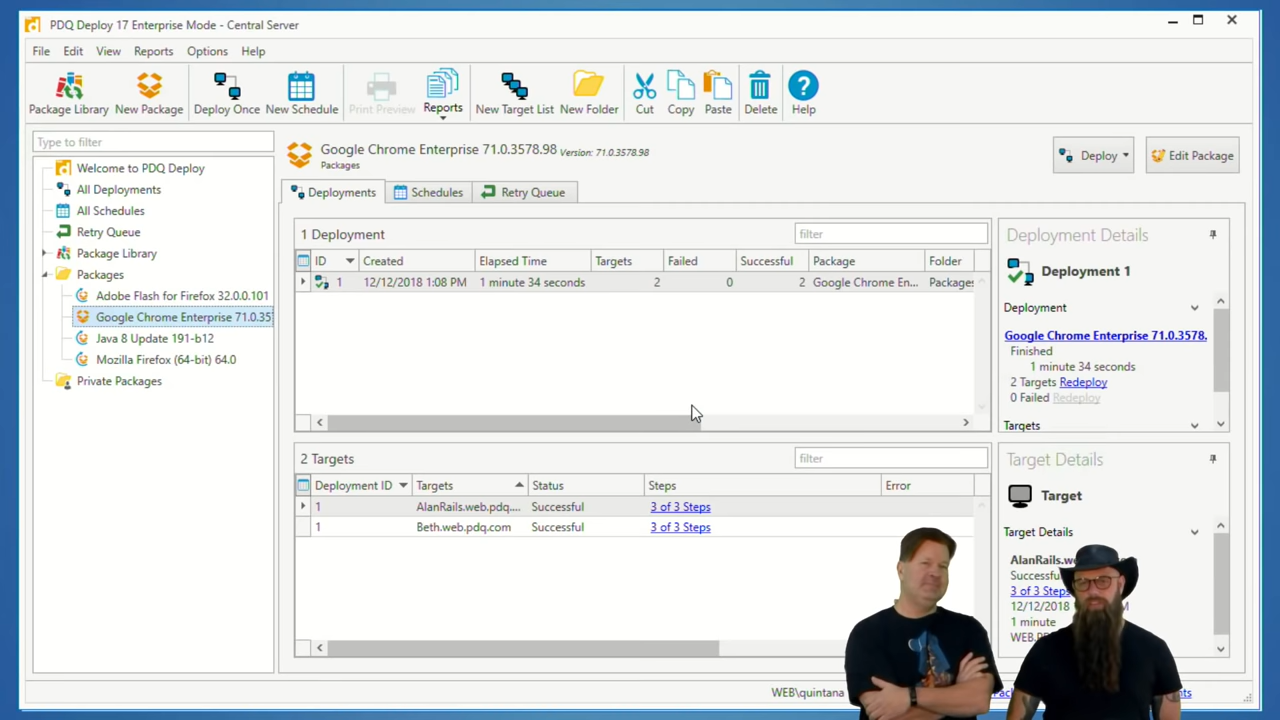 PDQ Deploy 17 Enterprise Mode - Central Server
File Edit View Reports Options Help
Package Library New Package Deploy Once New Schedule Print Preview Reports New Target List New Folder Cut Copy Paste Delete Help
Type to filter
Welcome to PDQ Deploy
All Deployments
All Schedules
Retry Queue
Package Library
Packages
Adobe Flash for Firefox 32.0.0.101
Google Chrome Enterprise 71.0.35
Java 8 Update 191-b12
Mozilla Firefox (64-bit) 64.0
Private Packages
Google Chrome Enterprise 71.0.3578.98 Version: 71.0.3578.98
Packages
Deploy Edit Package
Deployments Schedules Retry Queue
1 Deployment filter
ID Created Elapsed Time Targets Failed Successful Package Folder
1 12/12/2018 1:08 PM 1 minute 34 seconds 2 0 2 Google Chrome En... Packages
2 Targets filter
Deployment ID Targets Status Steps Error
1 AlanRails.web.pdq.... Successful 3 of 3 Steps
1 Beth.web.pdq.com Successful 3 of 3 Steps
Deployment Details
Deployment 1
Deployment
Google Chrome Enterprise 71.0.3578.
Finished
1 minute 34 seconds
2 Targets Redeploy
0 Failed Redeploy
Targets
Target Details
Target
Target Details
AlanRails.we
Successfu
3 of 3 Steps
12/12/2018 M
1 minute
WEB\quintana